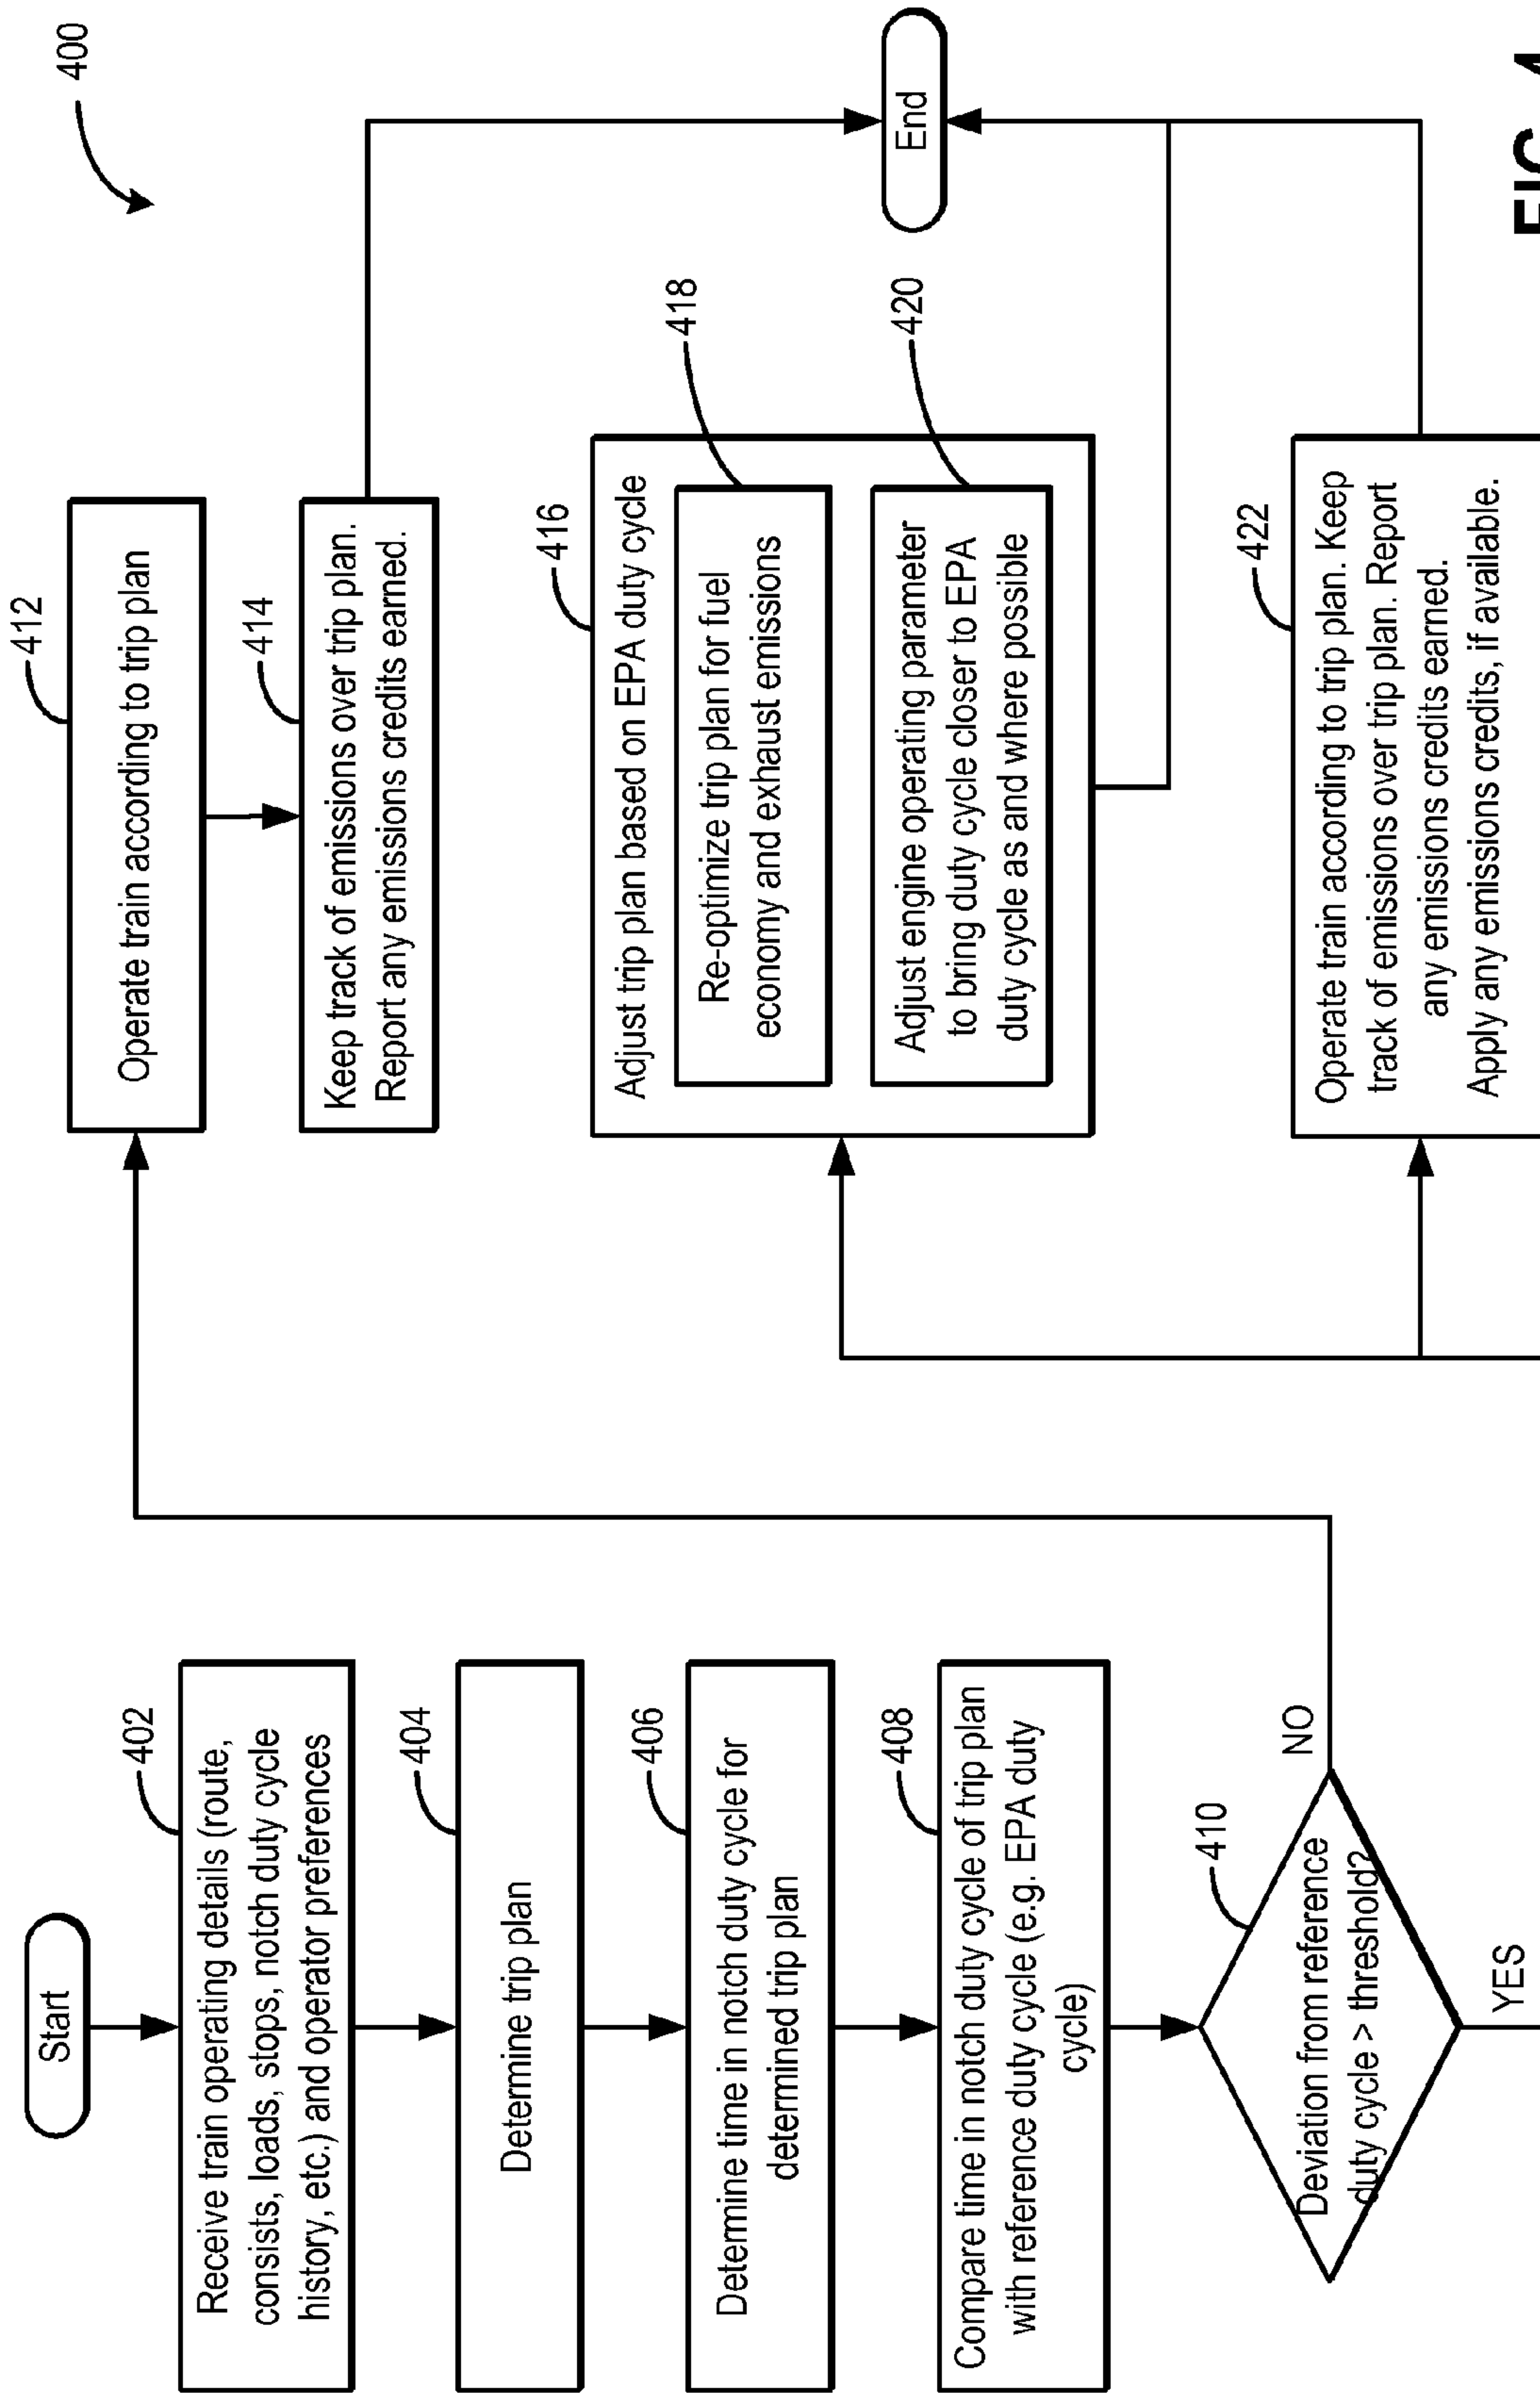 400
Start
402
Receive train operating details (route,
consists, loads, stops, notch duty cycle
history, etc.) and operator preferences
404
Determine trip plan
406
Determine time in notch duty cycle for
determined trip plan
408
Compare time in notch duty cycle of trip plan
with reference duty cycle (e.g. EPA duty
cycle)
410
Deviation from reference
duty cycle > threshold?
NO
YES
412
Operate train according to trip plan
414
Keep track of emissions over trip plan.
Report any emissions credits earned.
416
Adjust trip plan based on EPA duty cycle
418
Re-optimize trip plan for fuel
economy and exhaust emissions
420
Adjust engine operating parameter
to bring duty cycle closer to EPA
duty cycle as and where possible
422
Operate train according to trip plan. Keep
track of emissions over trip plan. Report
any emissions credits earned.
Apply any emissions credits, if available.
End